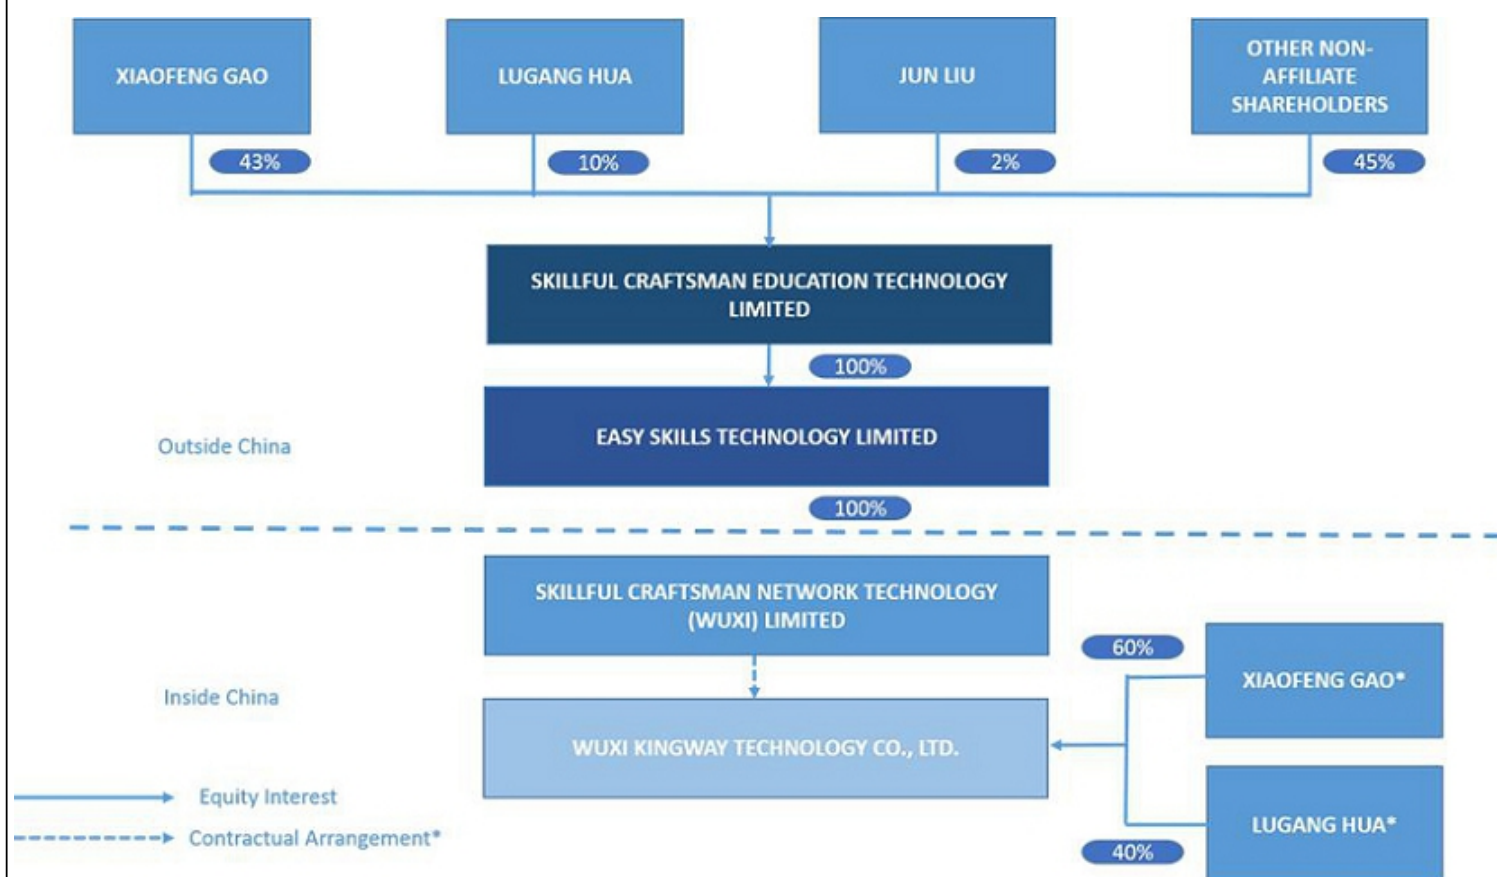 XIAOFENG GAO
LUGANG HUA
JUN LIU
OTHER NON-
AFFILIATE
SHAREHOLDERS
43%
10%
2%
45%
SKILLFUL CRAFTSMAN EDUCATION TECHNOLOGY
LIMITED
100%
EASY SKILLS TECHNOLOGY LIMITED
Outside China
100%
SKILLFUL CRAFTSMAN NETWORK TECHNOLOGY
(WUXI) LIMITED
60%
XIAOFENG GAO*
Inside China
WUXI KINGWAY TECHNOLOGY CO., LTD.
Equity Interest
LUGANG HUA*
Contractual Arrangement*
40%